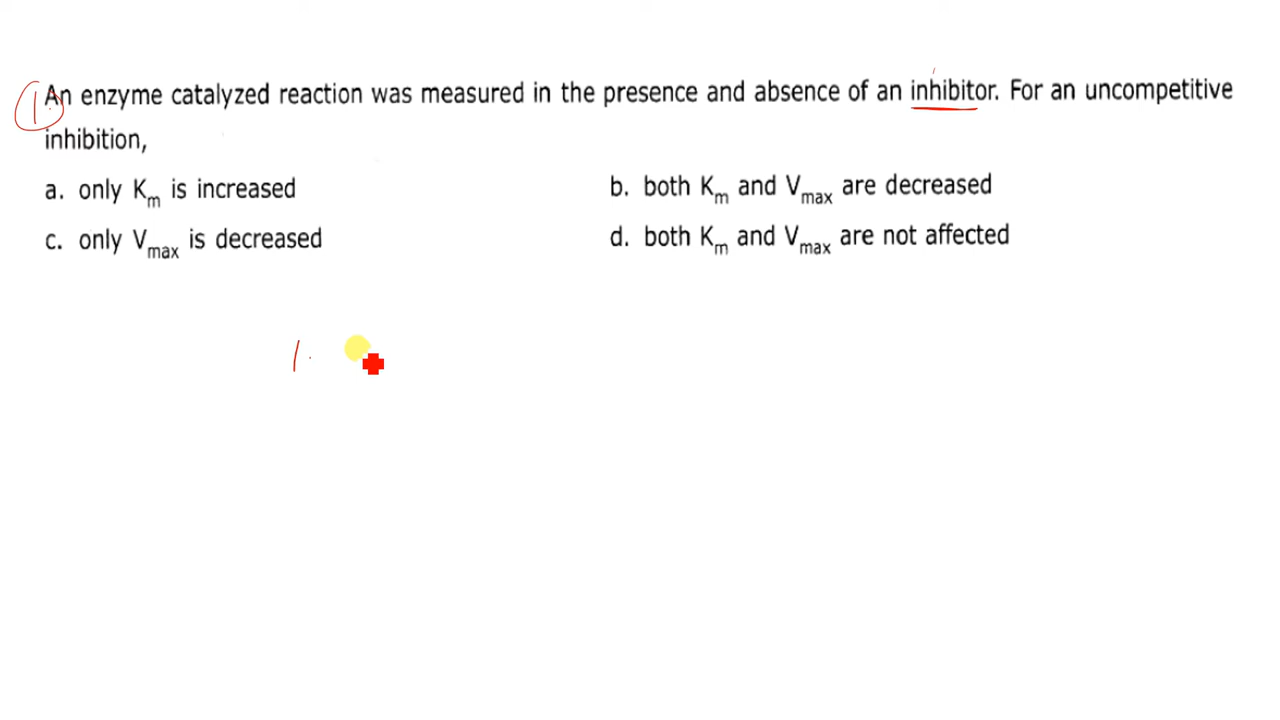 1. An enzyme catalyzed reaction was measured in the presence and absence of an inhibitor. For an uncompetitive
inhibition,
a. only Km is increased
b. both Km and Vmax are decreased
c. only Vmax is decreased
d. both Km and Vmax are not affected